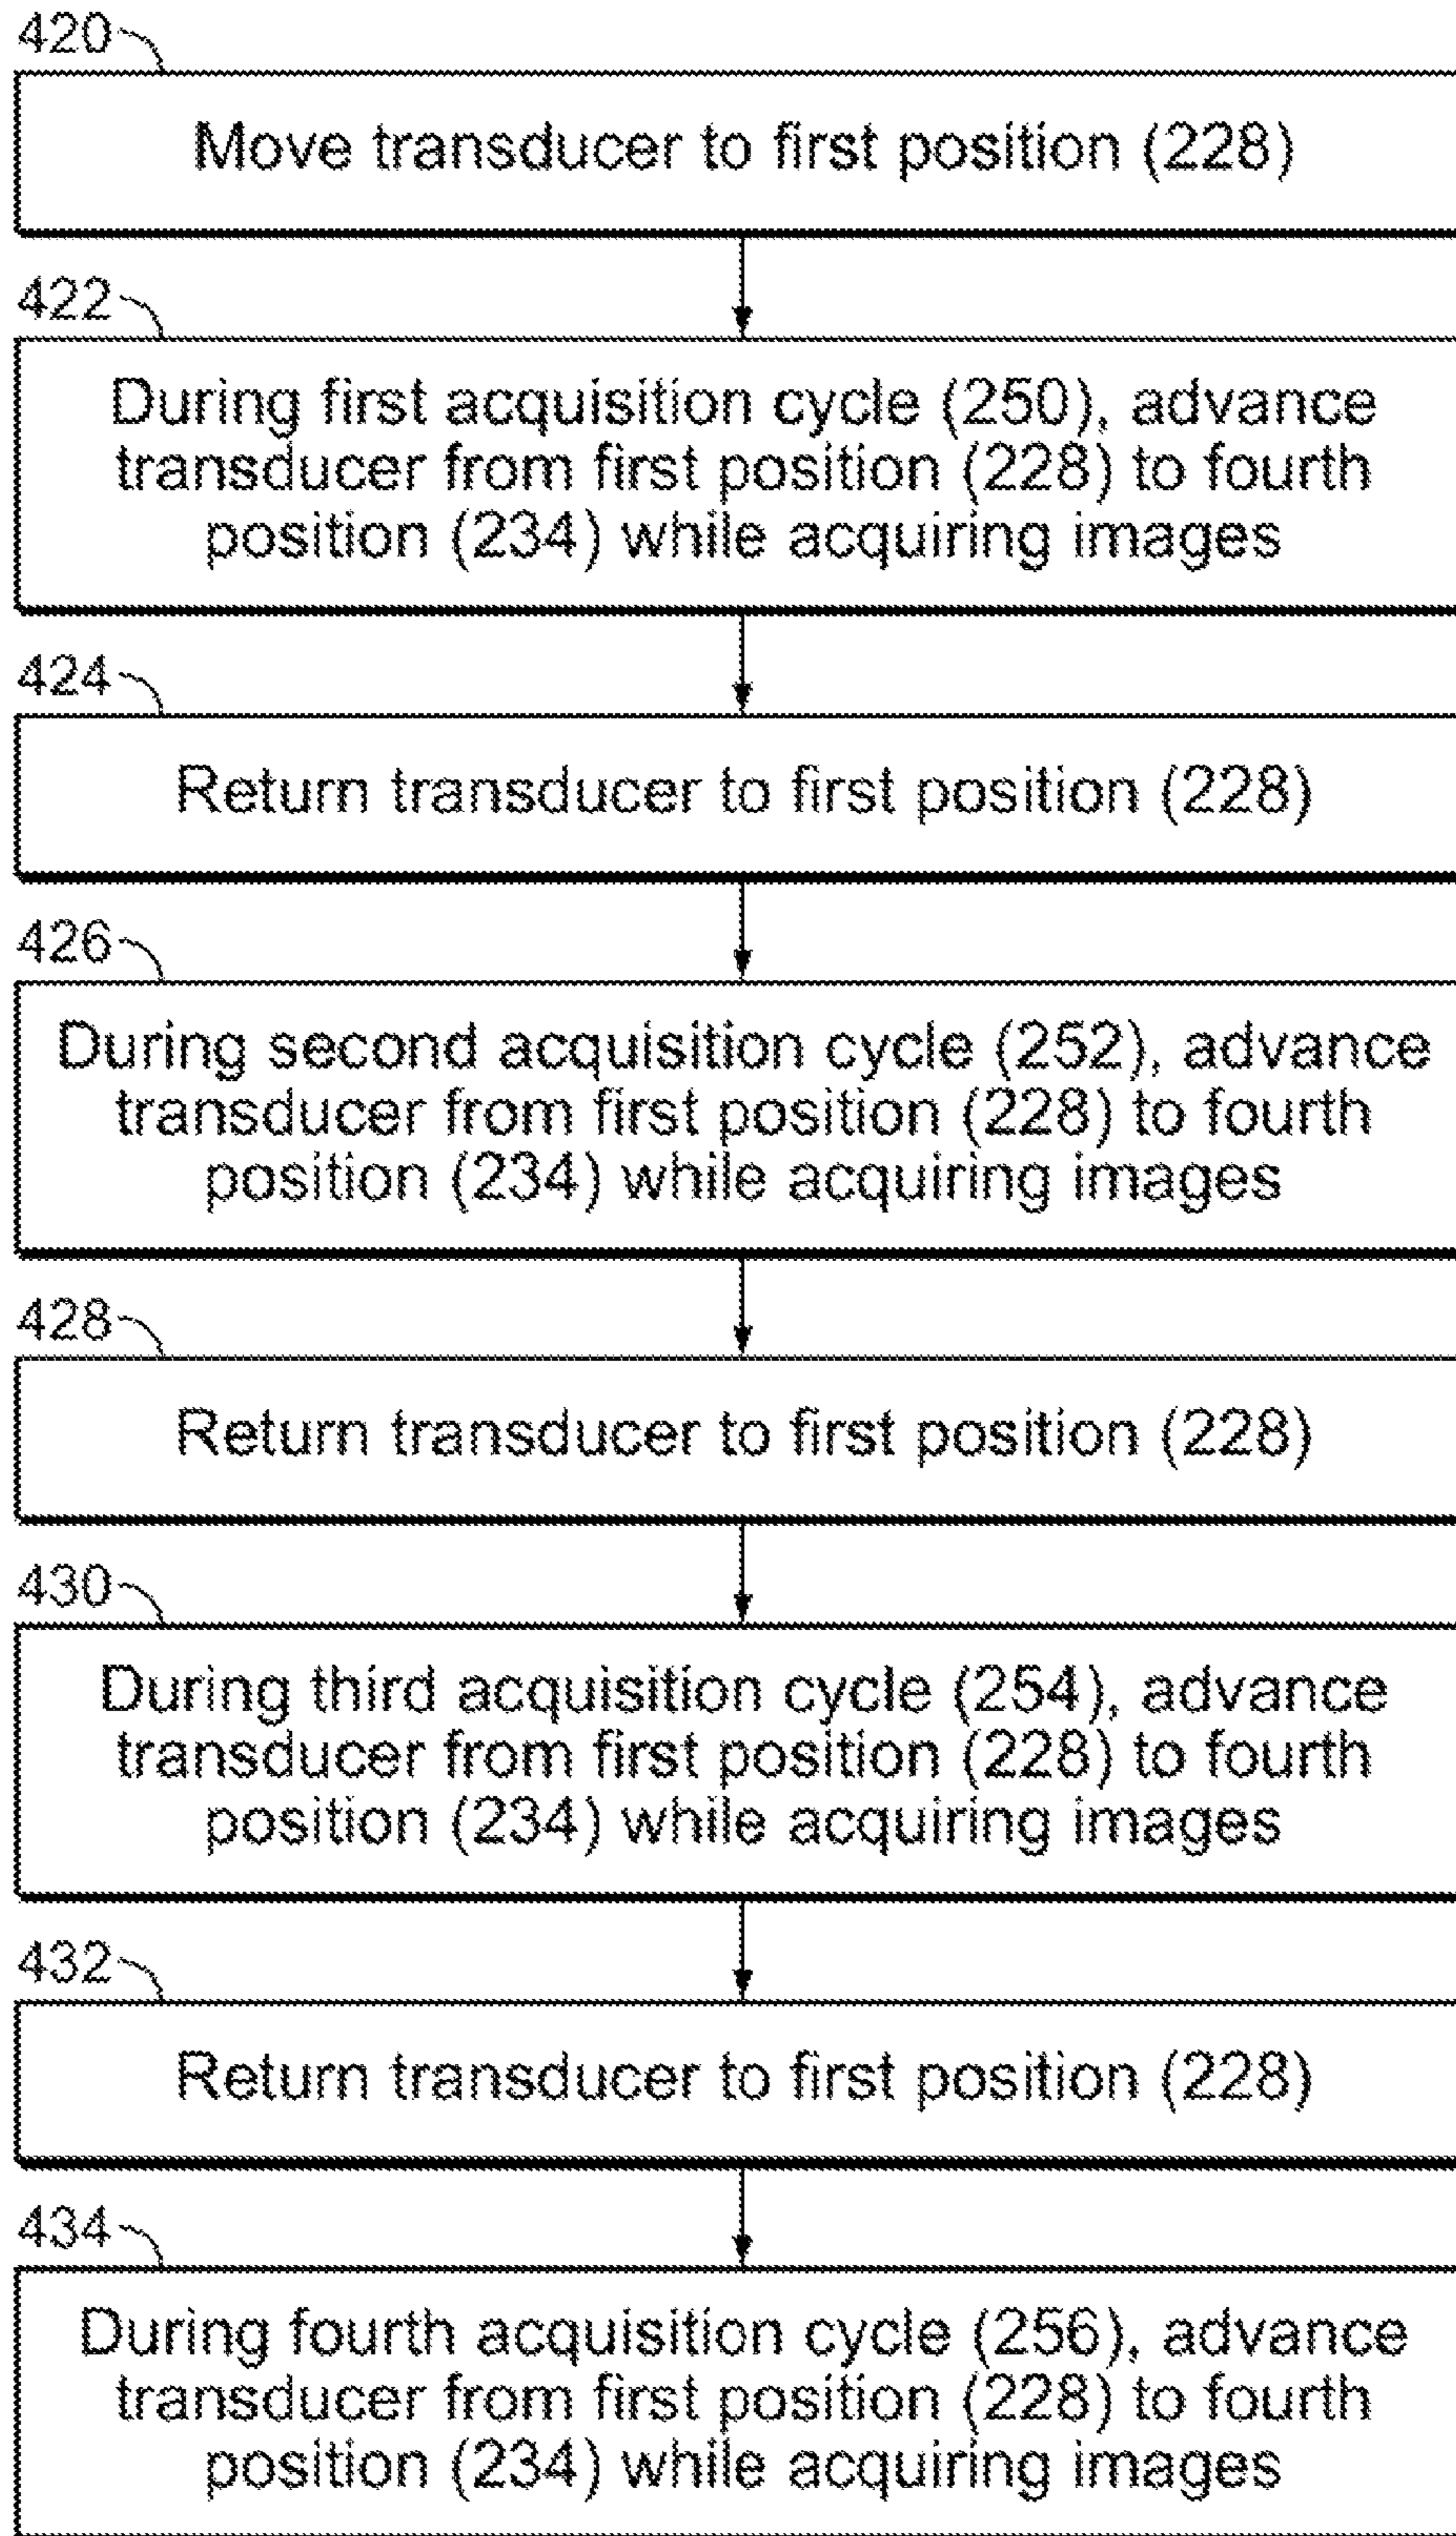 420
Move transducer to first position (228)
422
During first acquisition cycle (250), advance
transducer from first position (228) to fourth
position (234) while acquiring images
424
Return transducer to first position (228)
426
During second acquisition cycle (252), advance
transducer from first position (228) to fourth
position (234) while acquiring images
428
Return transducer to first position (228)
430
During third acquisition cycle (254), advance
transducer from first position (228) to fourth
position (234) while acquiring images
432
Return transducer to first position (228)
434
During fourth acquisition cycle (256), advance
transducer from first position (228) to fourth
position (234) while acquiring images